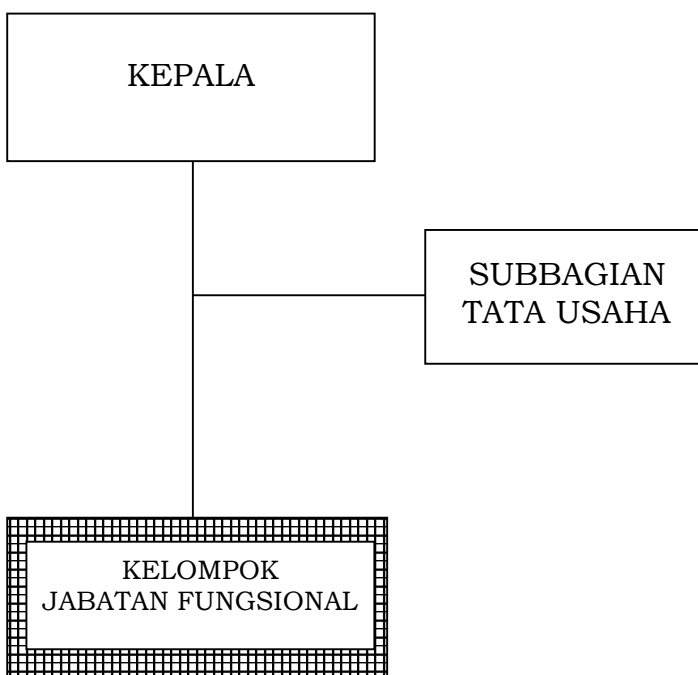 KEPALA
SUBBAGIAN
TATA USAHA
KELOMPOK
JABATAN FUNGSIONAL